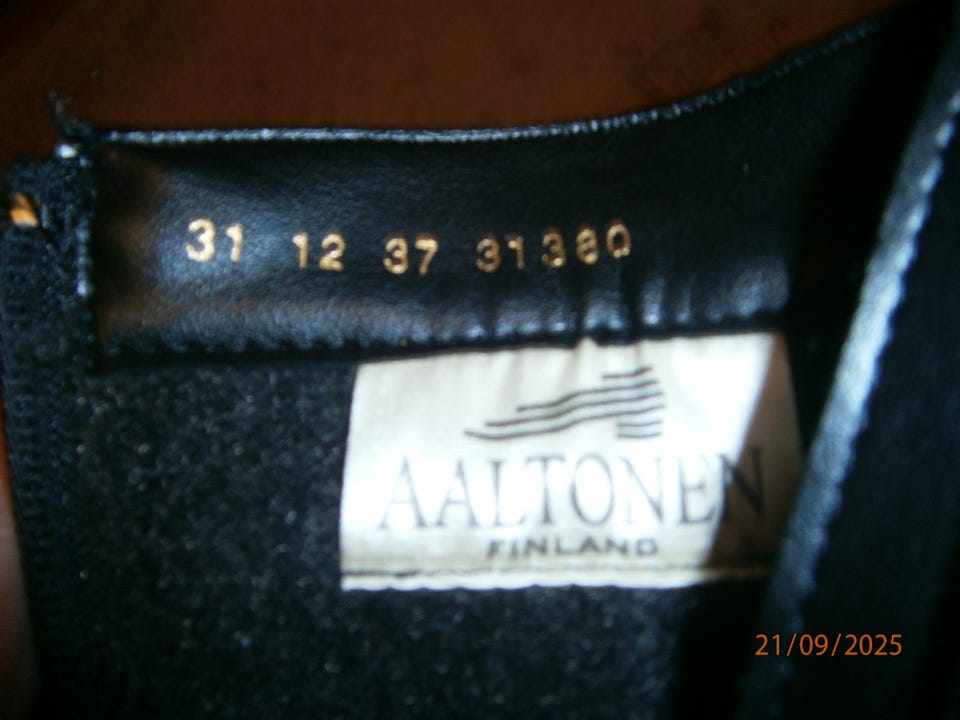 31 12 37 31380
AALTONEN
FINLAND
21/09/2025